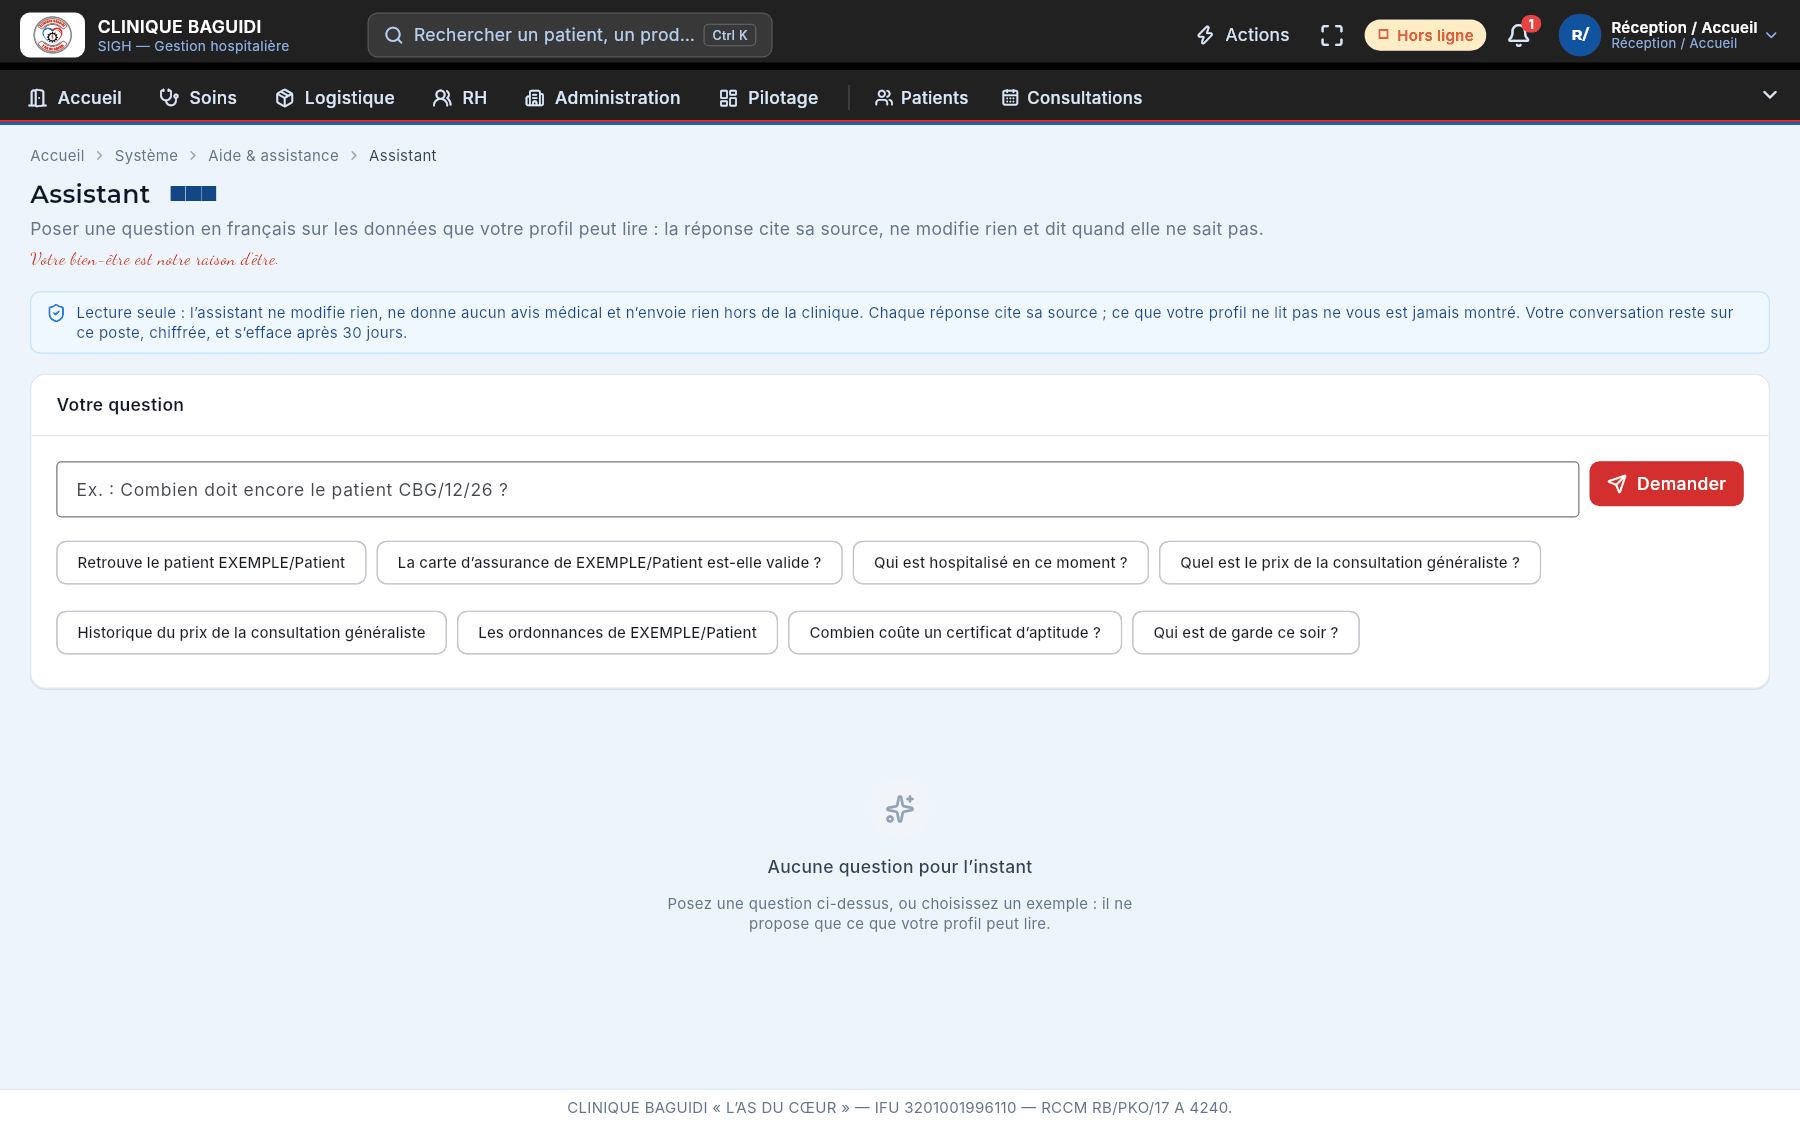 CLINIQUE BAGUIDI
SIGH — Gestion hospitalière
Rechercher un patient, un prod... Ctrl K
Actions
Hors ligne
1
R/
Réception / Accueil
Réception / Accueil
Accueil Soins Logistique RH Administration Pilotage Patients Consultations
Accueil > Système > Aide & assistance > Assistant
Assistant
Poser une question en français sur les données que votre profil peut lire : la réponse cite sa source, ne modifie rien et dit quand elle ne sait pas.
Votre bien-être est notre raison d'être.
Lecture seule : l’assistant ne modifie rien, ne donne aucun avis médical et n’envoie rien hors de la clinique. Chaque réponse cite sa source ; ce que votre profil ne lit pas ne vous est jamais montré. Votre conversation reste sur
ce poste, chiffrée, et s’efface après 30 jours.
Votre question
Ex. : Combien doit encore le patient CBG/12/26 ?
Demander
Retrouve le patient EXEMPLE/Patient
La carte d’assurance de EXEMPLE/Patient est-elle valide ?
Qui est hospitalisé en ce moment ?
Quel est le prix de la consultation généraliste ?
Historique du prix de la consultation généraliste
Les ordonnances de EXEMPLE/Patient
Combien coûte un certificat d’aptitude ?
Qui est de garde ce soir ?
Aucune question pour l’instant
Posez une question ci-dessus, ou choisissez un exemple : il ne
propose que ce que votre profil peut lire.
CLINIQUE BAGUIDI « L’AS DU CŒUR » — IFU 3201001996110 — RCCM RB/PKO/17 A 4240.